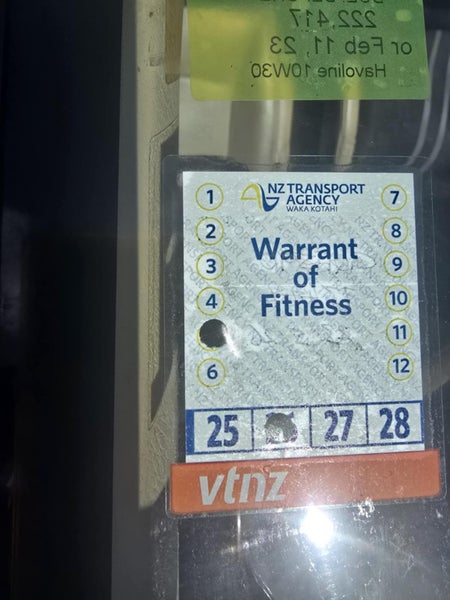 222,417
or Feb 11, 23
Havoline 10W30
NZ TRANSPORT
AGENCY
WAKA KOTAHI
Warrant
of
Fitness
1
2
3
4
6
7
8
9
10
11
12
25
27
28
vtnz